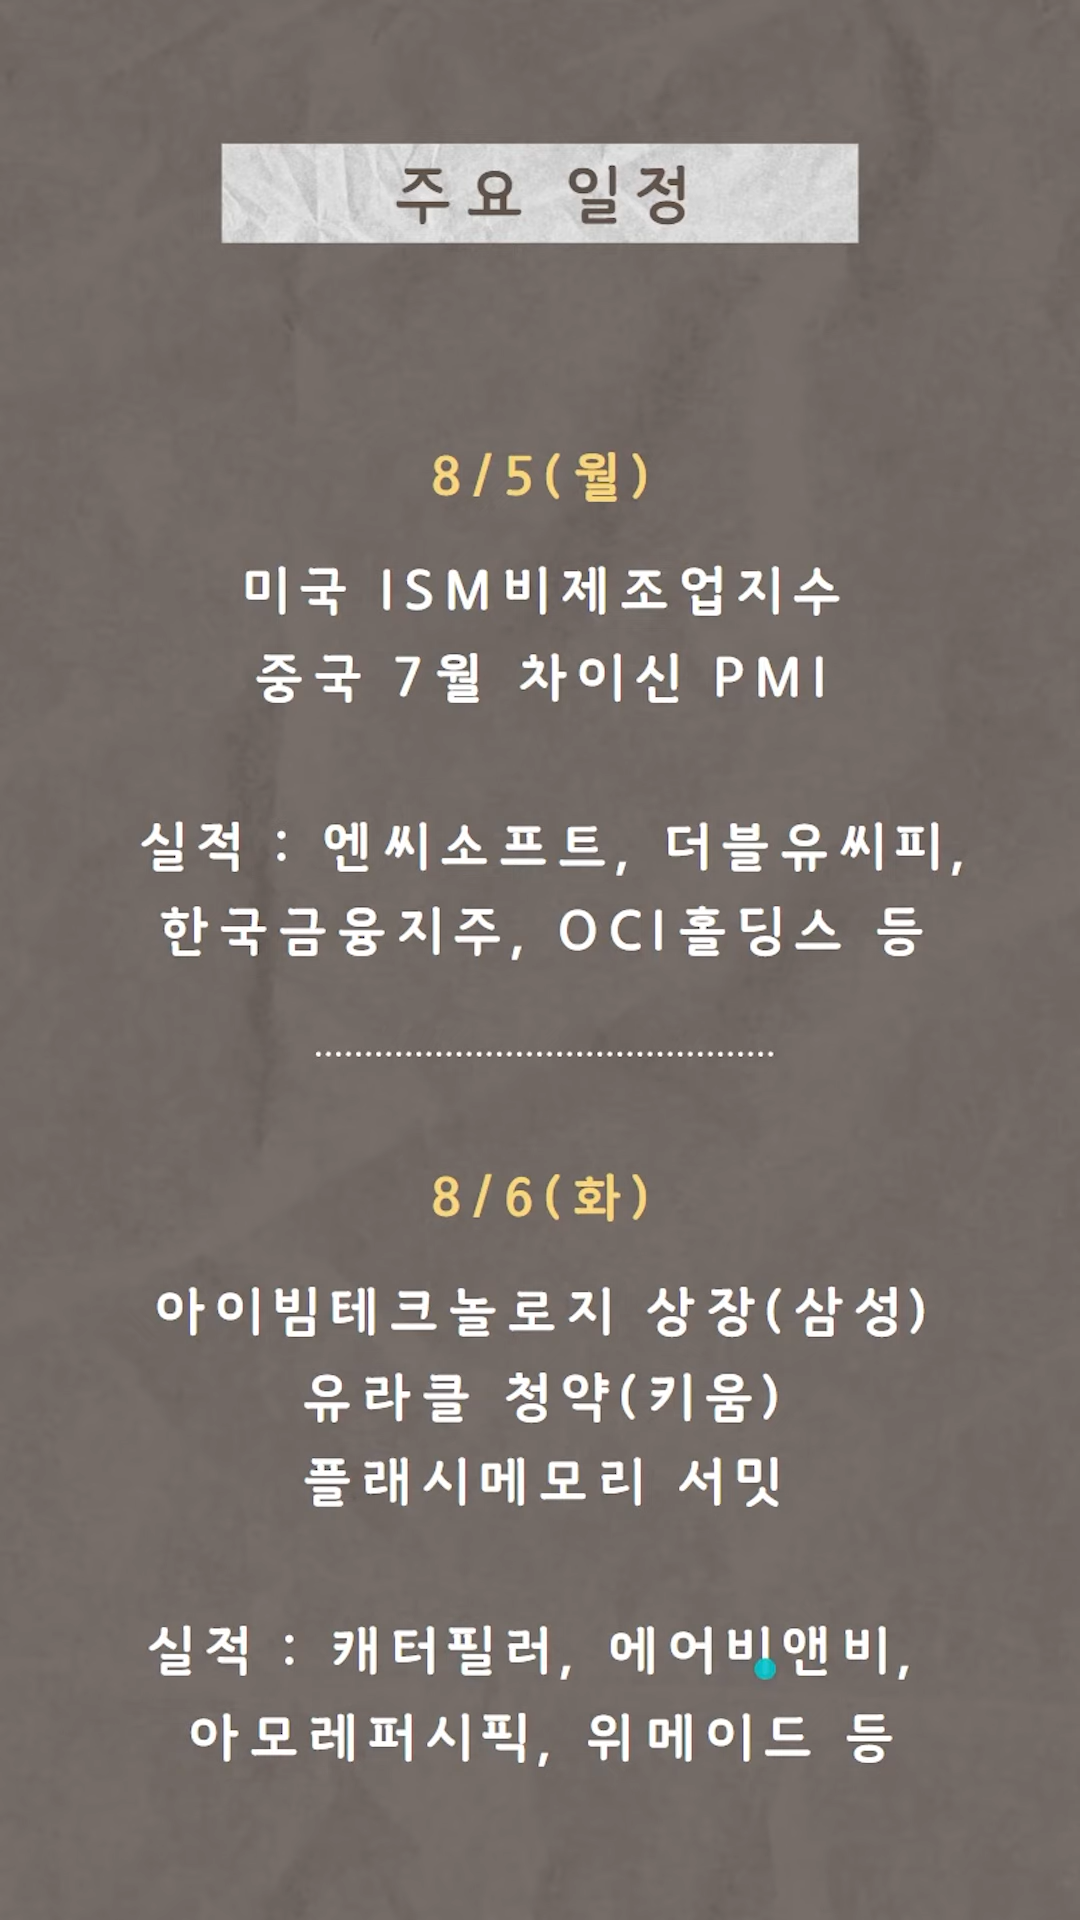 주요 일정
8/5(월)
미국 ISM비제조업지수
중국 7월 차이신 PMI
실적 : 엔씨소프트, 더블유씨피,
한국금융지주, OCI홀딩스 등
8/6(화)
아이빔테크놀로지 상장(삼성)
유라클 청약(키움)
플래시메모리 서밋
실적 : 캐터필러, 에어비앤비,
아모레퍼시픽, 위메이드 등